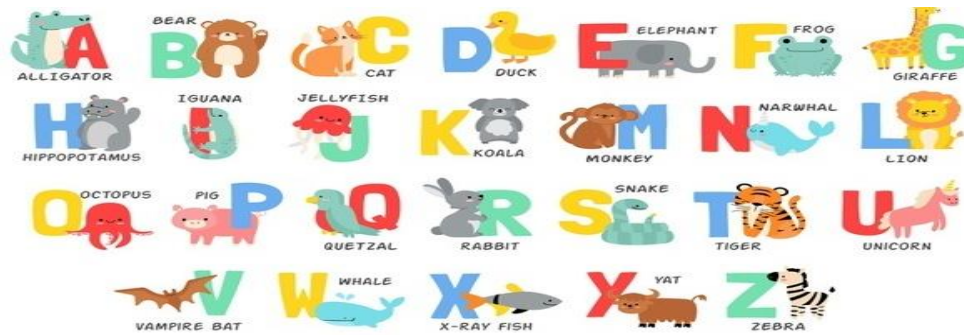 A ALLIGATOR
B BEAR
C CAT
D DUCK
E ELEPHANT
F FROG
G GIRAFFE
H HIPPOPOTAMUS
I IGUANA
J JELLYFISH
K KOALA
M MONKEY
N NARWHAL
L LION
O OCTOPUS
P PIG
Q QUETZAL
R RABBIT
S SNAKE
T TIGER
U UNICORN
V VAMPIRE BAT
W WHALE
X X-RAY FISH
X YAT
Z ZEBRA